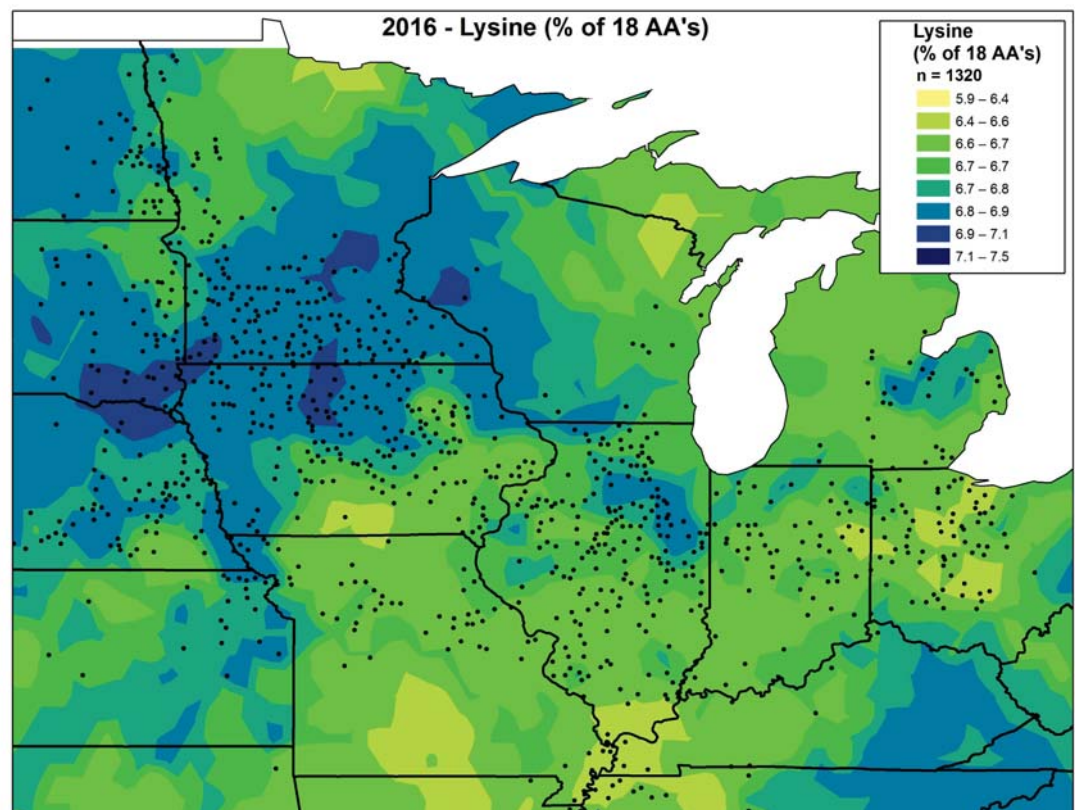 2016 - Lysine (% of 18 AA's)
Lysine
(% of 18 AA's)
n = 1320
5.9 – 6.4
6.4 – 6.6
6.6 – 6.7
6.7 – 6.7
6.7 – 6.8
6.8 – 6.9
6.9 – 7.1
7.1 – 7.5